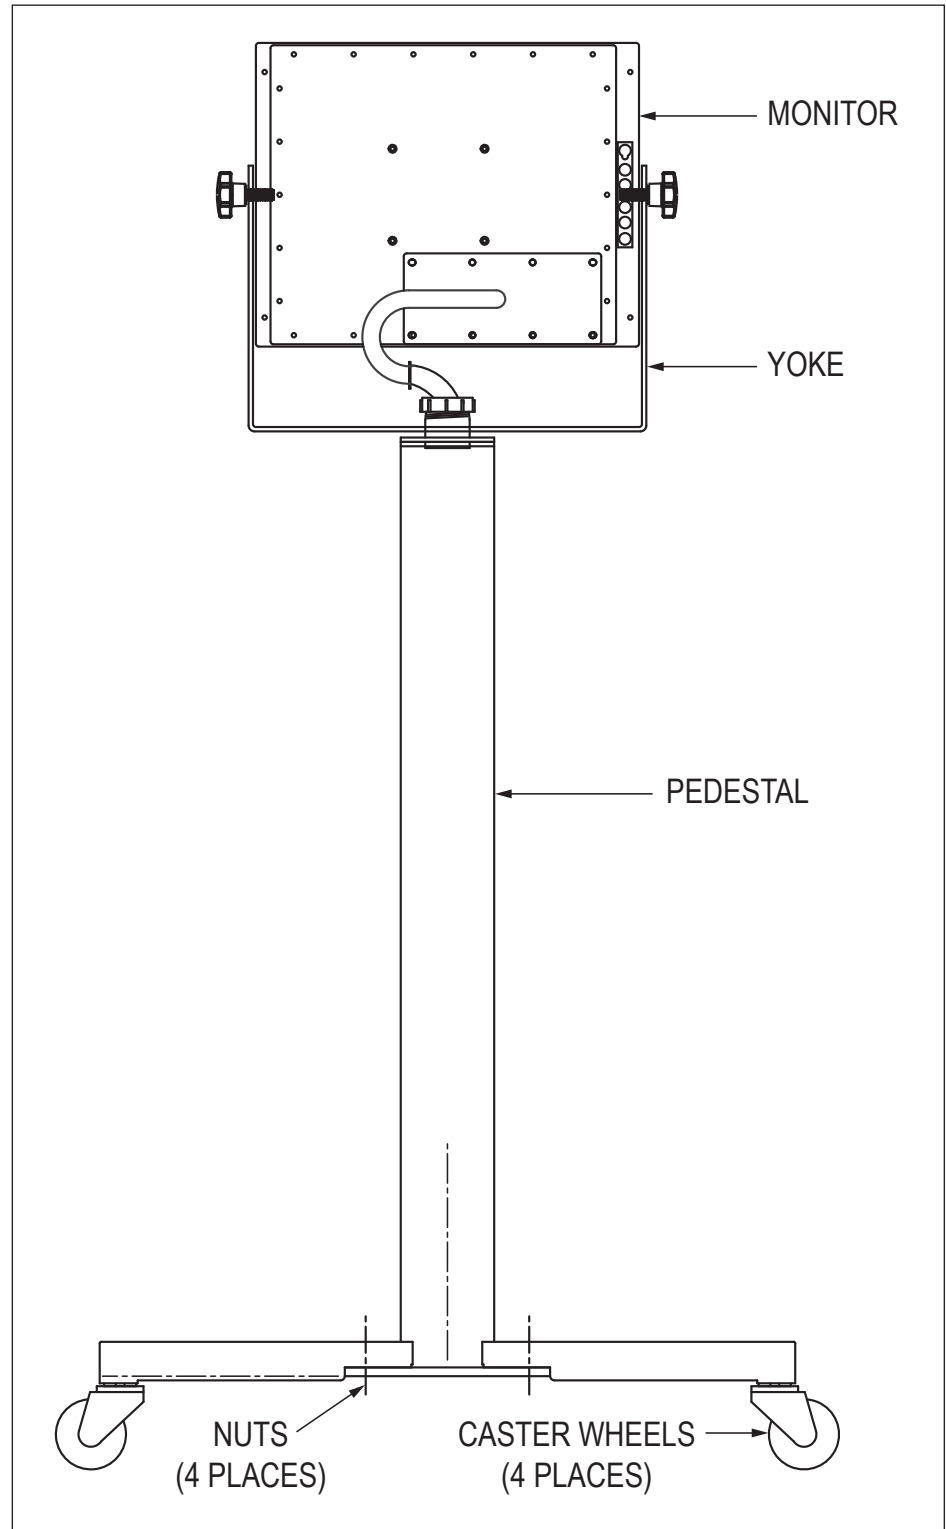 MONITOR
YOKE
PEDESTAL
NUTS
(4 PLACES)
CASTER WHEELS
(4 PLACES)